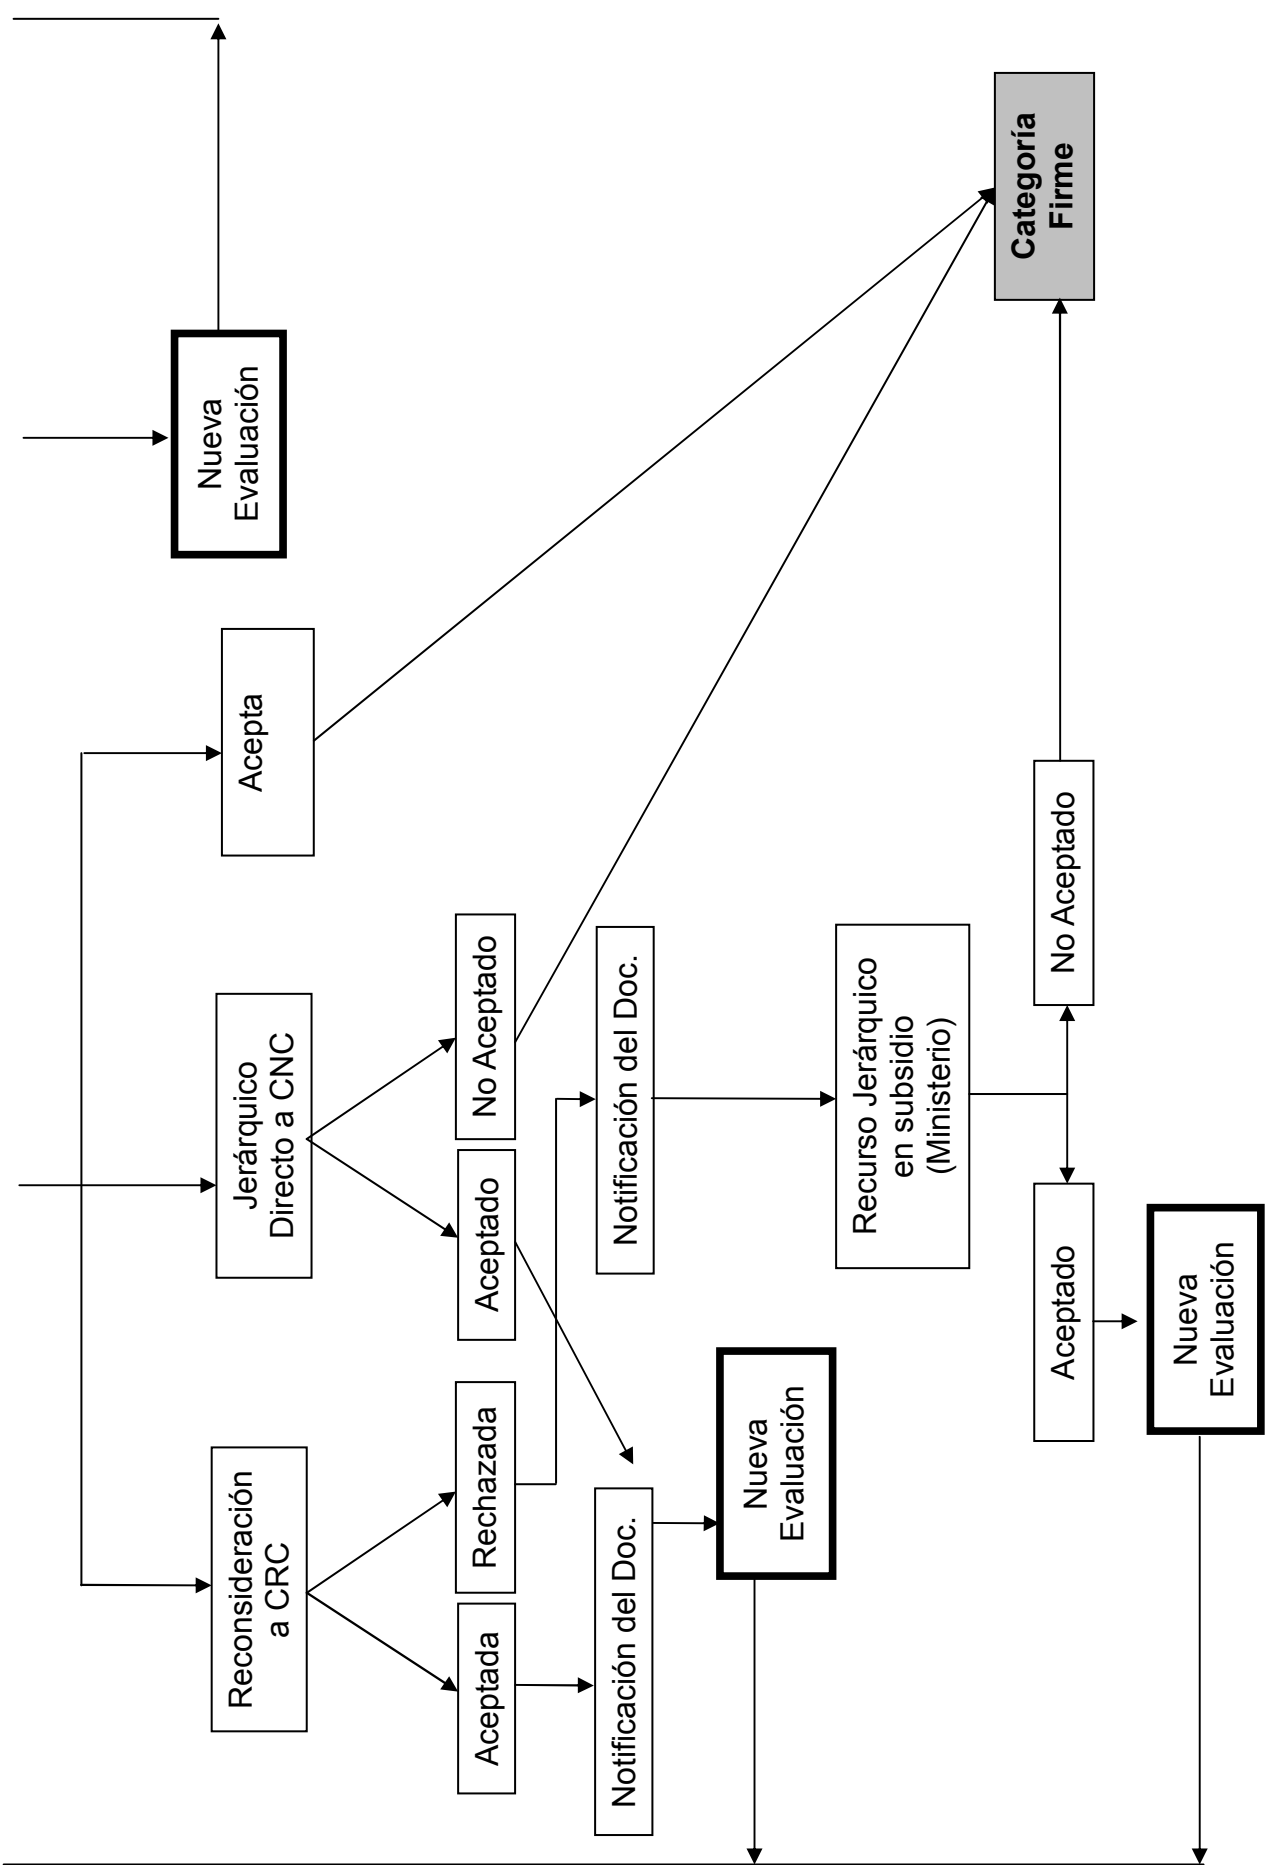 Reconsideración
a CRC
Jerárquico
Directo a CNC
Acepta
Nueva
Evaluación
Aceptada
Rechazada
Aceptado
No Aceptado
Notificación del Doc.
Notificación del Doc.
Nueva
Evaluación
Recurso Jerárquico
en subsidio
(Ministerio)
Aceptado
No Aceptado
Categoría
Firme
Nueva
Evaluación